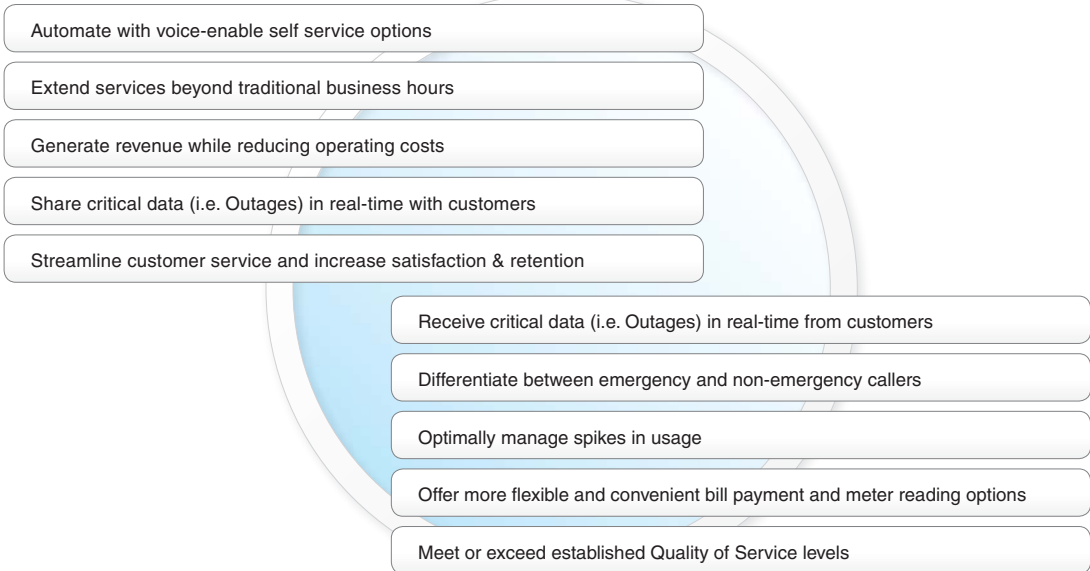 Automate with voice-enable self service options
Extend services beyond traditional business hours
Generate revenue while reducing operating costs
Share critical data (i.e. Outages) in real-time with customers
Streamline customer service and increase satisfaction & retention
Receive critical data (i.e. Outages) in real-time from customers
Differentiate between emergency and non-emergency callers
Optimally manage spikes in usage
Offer more flexible and convenient bill payment and meter reading options
Meet or exceed established Quality of Service levels